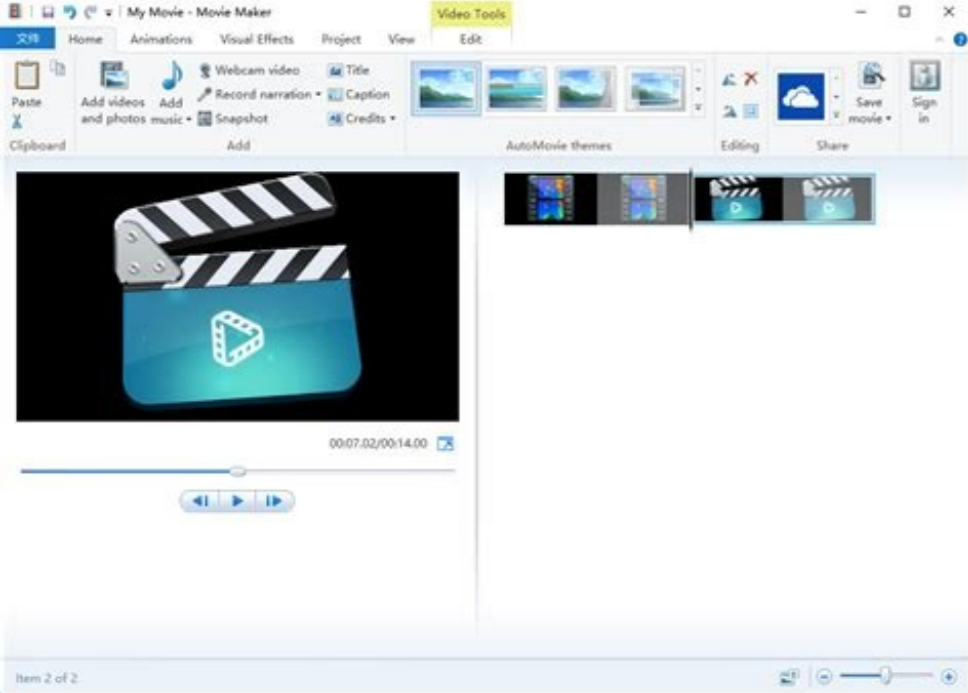 My Movie - Movie Maker
Video Tools
文件
Home Animations Visual Effects Project View Edit
Paste
Add videos and photos
Add music
Webcam video
Record narration
Snapshot
Title
Caption
Credits
Save movie
Sign in
Clipboard
Add
AutoMovie themes
Editing
Share
00:07.02/00:14.00
Item 2 of 2